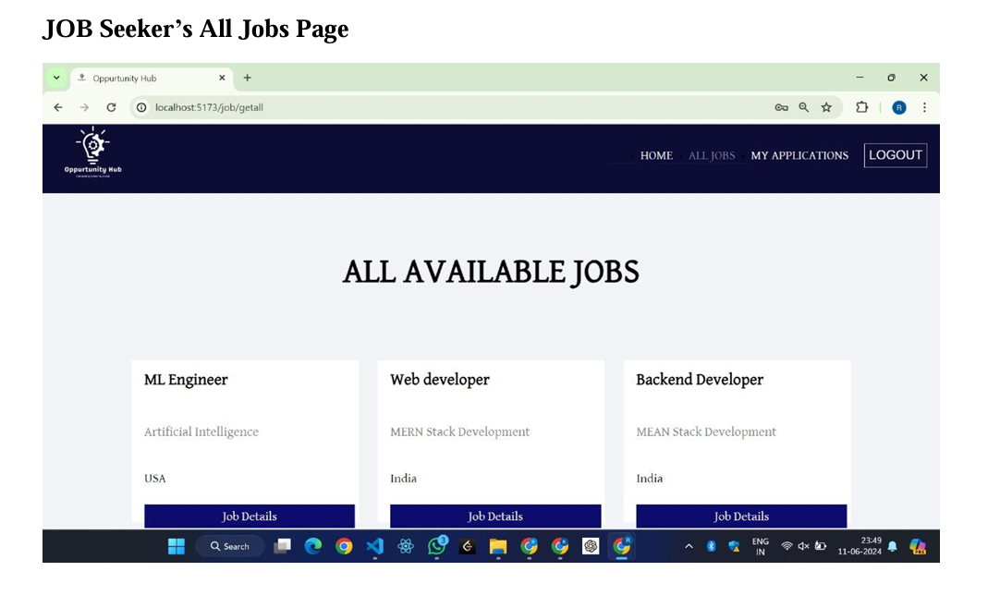 JOB Seeker’s All Jobs Page
Oppurtunity Hub
localhost:5173/job/getall
R
Oppurtunity Hub
HOME ALL JOBS MY APPLICATIONS LOGOUT
ALL AVAILABLE JOBS
ML Engineer Web developer Backend Developer
Artificial Intelligence MERN Stack Development MEAN Stack Development
USA India India
Job Details Job Details Job Details
Search 3 R ENG 23:49
IN 11-06-2024